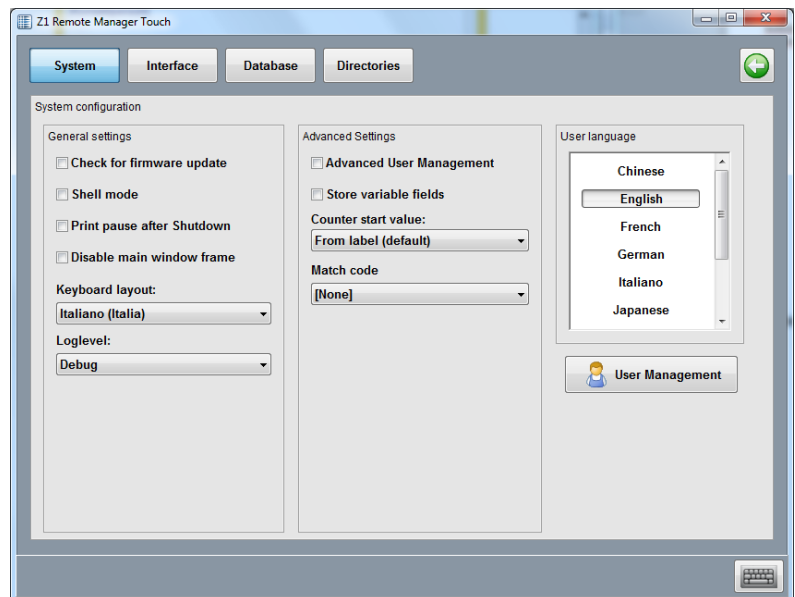 Z1 Remote Manager Touch
System Interface Database Directories
System configuration
General settings
Check for firmware update
Shell mode
Print pause after Shutdown
Disable main window frame
Keyboard layout:
Italiano (Italia)
Loglevel:
Debug
Advanced Settings
Advanced User Management
Store variable fields
Counter start value:
From label (default)
Match code
[None]
User language
Chinese
English
French
German
Italiano
Japanese
User Management